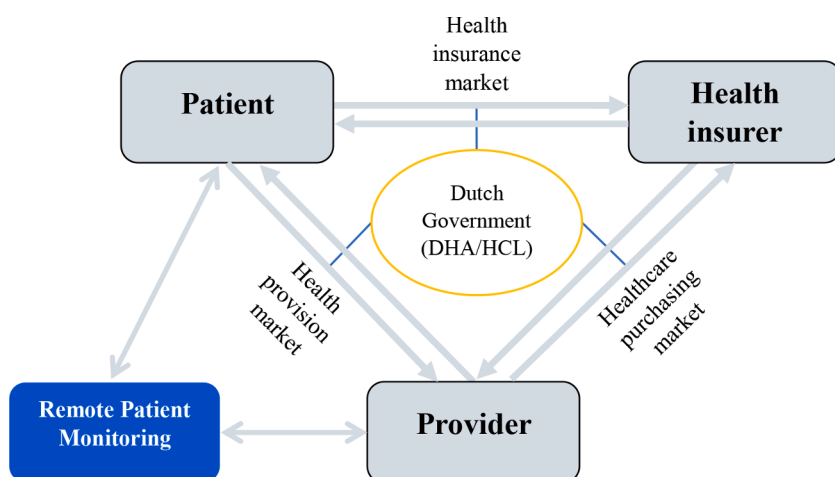 Health
insurance
market
Patient
Health
insurer
Dutch
Government
(DHA/HCL)
Health
provision
market
Healthcare
purchasing
market
Remote Patient
Monitoring
Provider